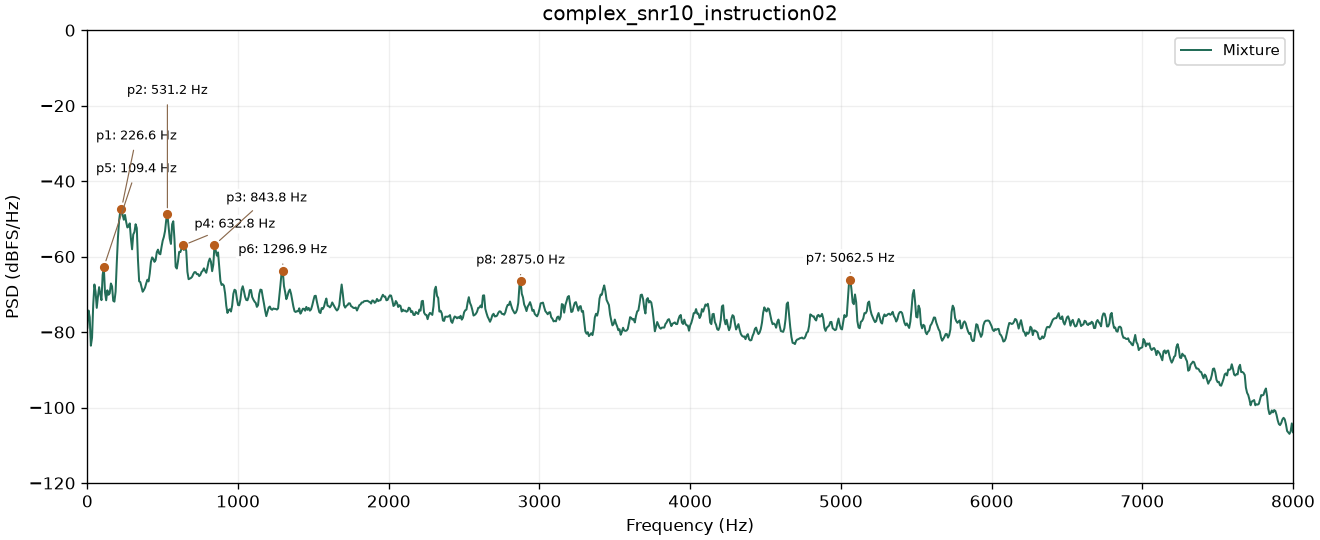 complex_snr10_instruction02
Mixture
p2: 531.2 Hz
p1: 226.6 Hz
p5: 109.4 Hz
p3: 843.8 Hz
p4: 632.8 Hz
p6: 1296.9 Hz
p8: 2875.0 Hz
p7: 5062.5 Hz
PSD (dBFS/Hz)
0
−20
−40
−60
−80
−100
−120
0 1000 2000 3000 4000 5000 6000 7000 8000
Frequency (Hz)